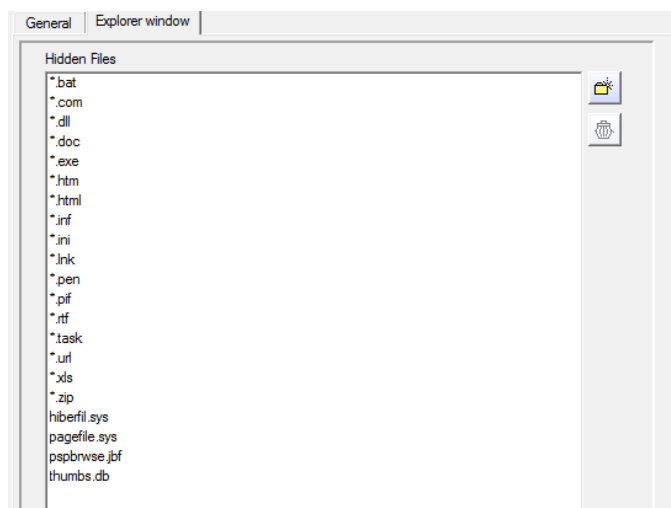 General Explorer window
Hidden Files
*.bat
*.com
*.dll
*.doc
*.exe
*.htm
*.html
*.inf
*.ini
*.lnk
*.pen
*.pif
*.rtf
*.task
*.url
*.xls
*.zip
hiberfil.sys
pagefile.sys
pspbrwse.jbf
thumbs.db